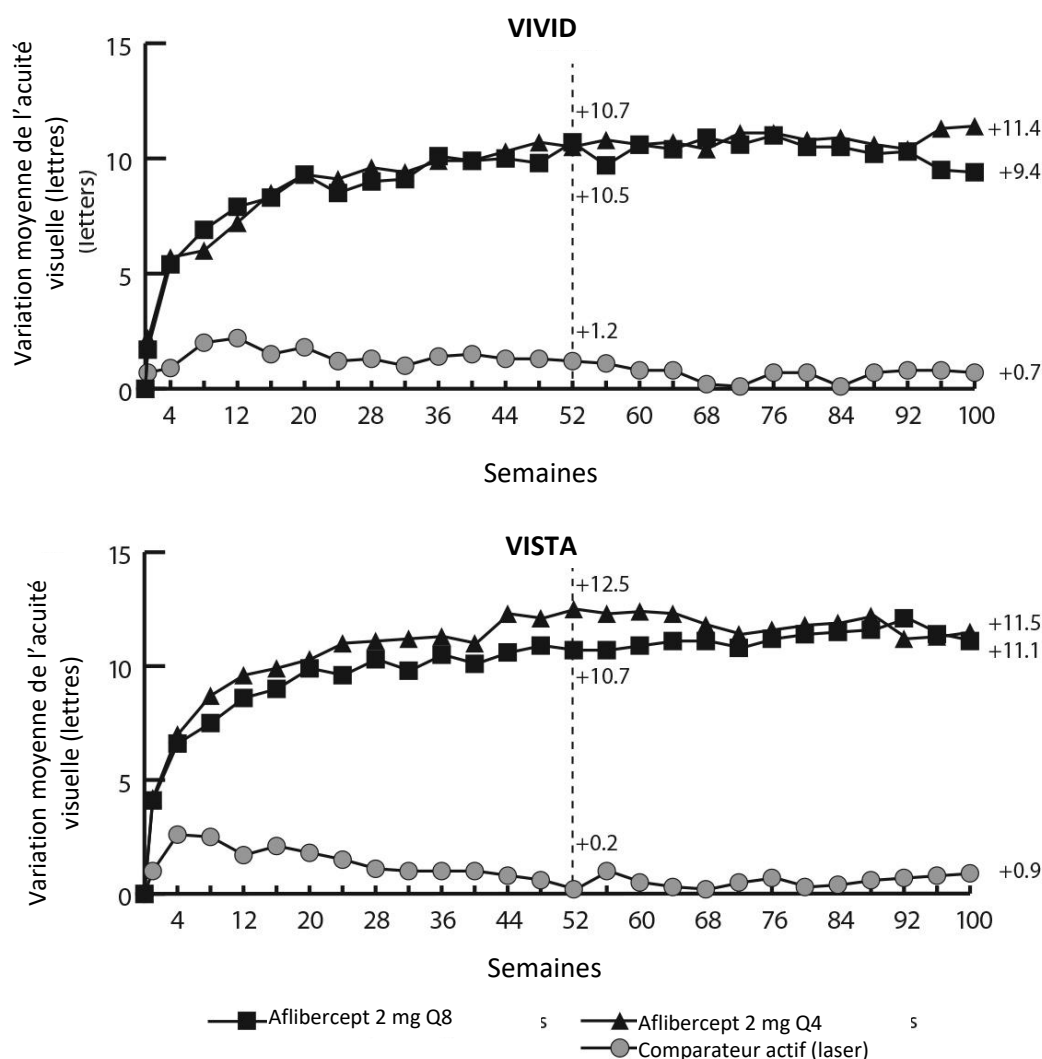 VIVID
15
10
5
0
Variation moyenne de l’acuité
visuelle (lettres)
(letters)
+10.7
+10.5
+1.2
+11.4
+9.4
+0.7
4 12 20 28 36 44 52 60 68 76 84 92 100
Semaines
VISTA
15
10
5
0
Variation moyenne de l’acuité
visuelle (lettres)
+12.5
+10.7
+0.2
+11.5
+11.1
+0.9
4 12 20 28 36 44 52 60 68 76 84 92 100
Semaines
Aflibercept 2 mg Q8 s
Aflibercept 2 mg Q4 s
Comparateur actif (laser)